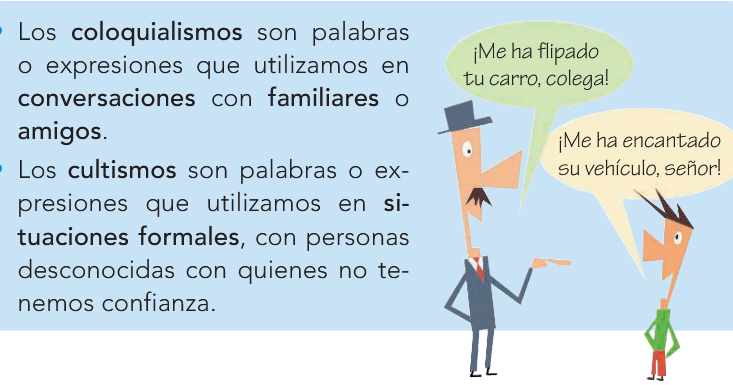 • Los coloquialismos son palabras
o expresiones que utilizamos en
conversaciones con familiares o
amigos.
• Los cultismos son palabras o ex-
presiones que utilizamos en si-
tuaciones formales, con personas
desconocidas con quienes no te-
nemos confianza.
¡Me ha flipado
tu carro, colega!
¡Me ha encantado
su vehículo, señor!